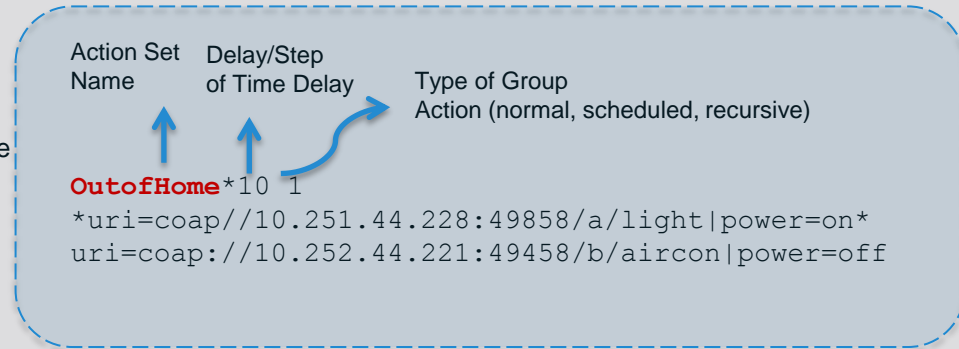 Action Set
Name
Delay/Step
of Time Delay
Type of Group
Action (normal, scheduled, recursive)
e
OutofHome*10 1
*uri=coap//10.251.44.228:49858/a/light|power=on*
uri=coap://10.252.44.221:49458/b/aircon|power=off